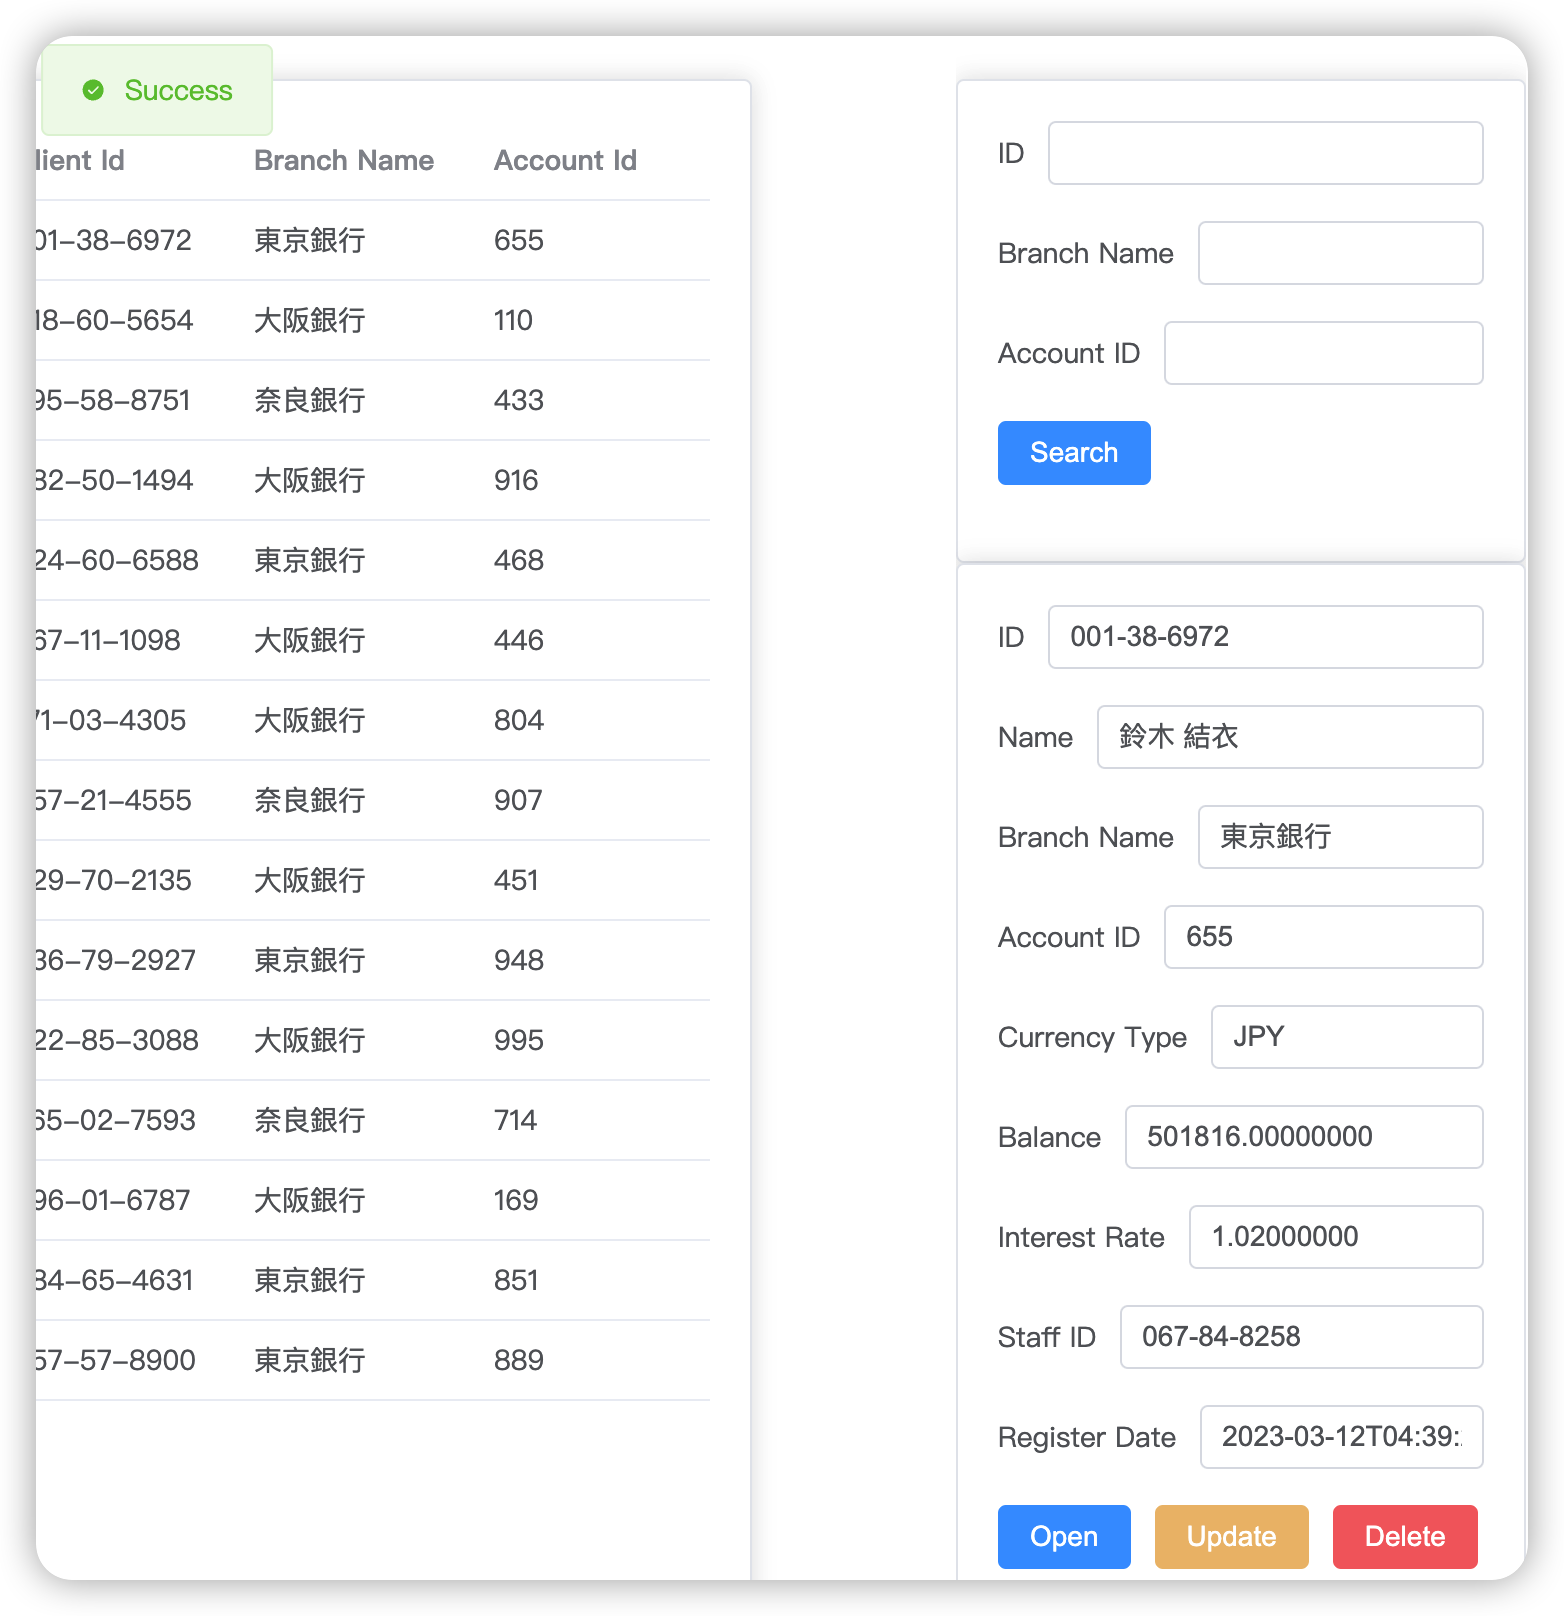 Success
lient Id Branch Name Account Id
01-38-6972 東京銀行 655
18-60-5654 大阪銀行 110
95-58-8751 奈良銀行 433
82-50-1494 大阪銀行 916
24-60-6588 東京銀行 468
67-11-1098 大阪銀行 446
71-03-4305 大阪銀行 804
57-21-4555 奈良銀行 907
29-70-2135 大阪銀行 451
36-79-2927 東京銀行 948
22-85-3088 大阪銀行 995
65-02-7593 奈良銀行 714
96-01-6787 大阪銀行 169
84-65-4631 東京銀行 851
57-57-8900 東京銀行 889
ID
Branch Name
Account ID
Search
ID 001-38-6972
Name 鈴木 結衣
Branch Name 東京銀行
Account ID 655
Currency Type JPY
Balance 501816.00000000
Interest Rate 1.02000000
Staff ID 067-84-8258
Register Date 2023-03-12T04:39:
Open Update Delete